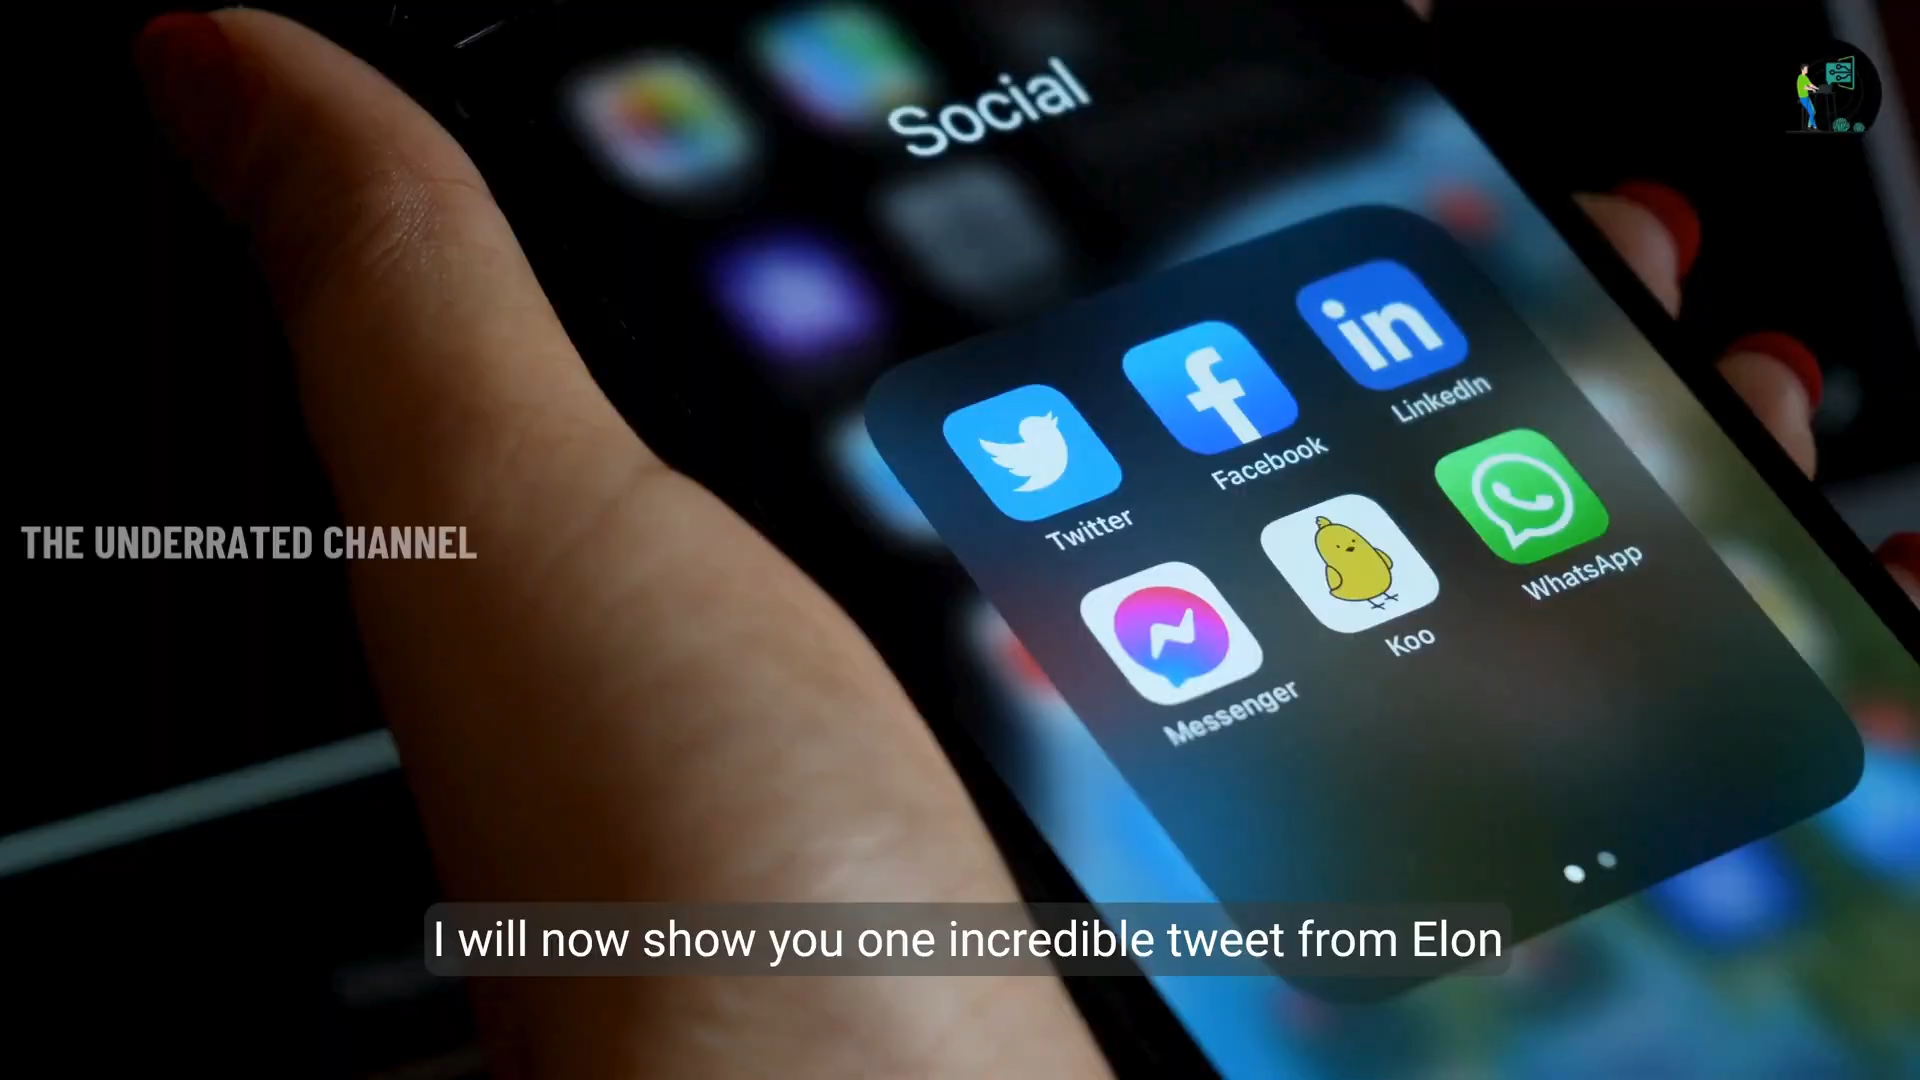 Social
in
LinkedIn
f
Facebook
Twitter
WhatsApp
Koo
Messenger
THE UNDERRATED CHANNEL
I will now show you one incredible tweet from Elon